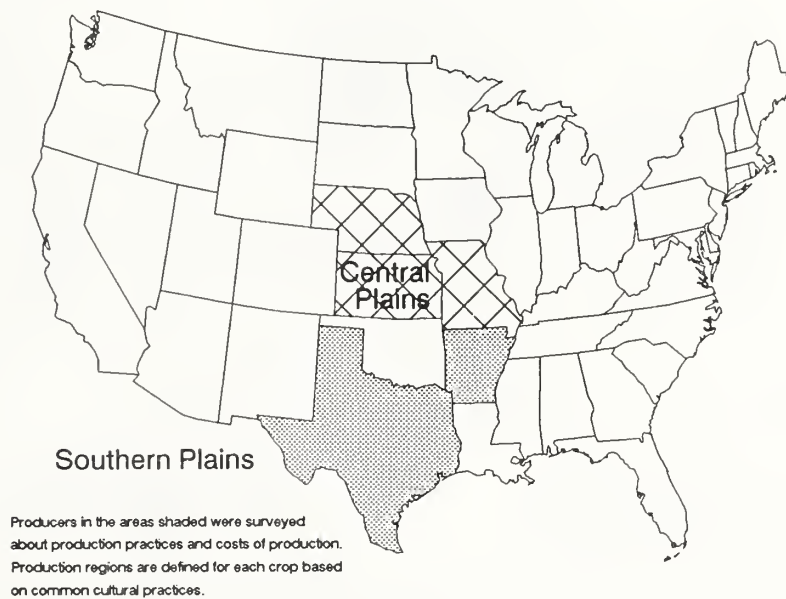 Central
Plains
Southern Plains
Producers in the areas shaded were surveyed
about production practices and costs of production.
Production regions are defined for each crop based
on common cultural practices.